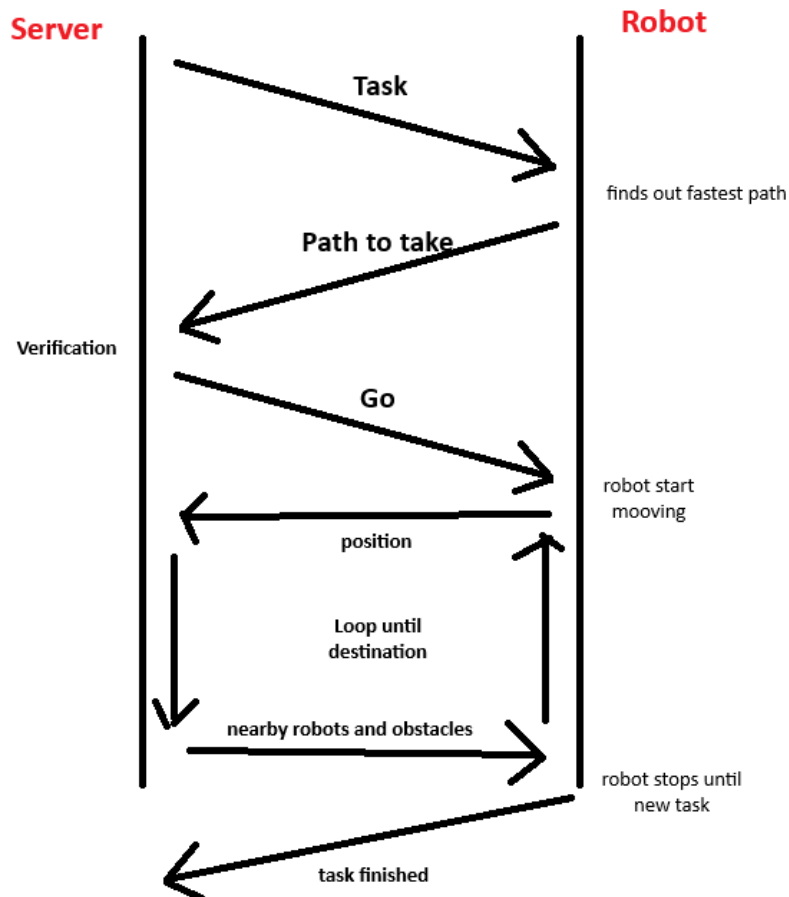 Server
Robot
Task
finds out fastest path
Path to take
Verification
Go
robot start
mooving
position
Loop until
destination
nearby robots and obstacles
robot stops until
new task
task finished